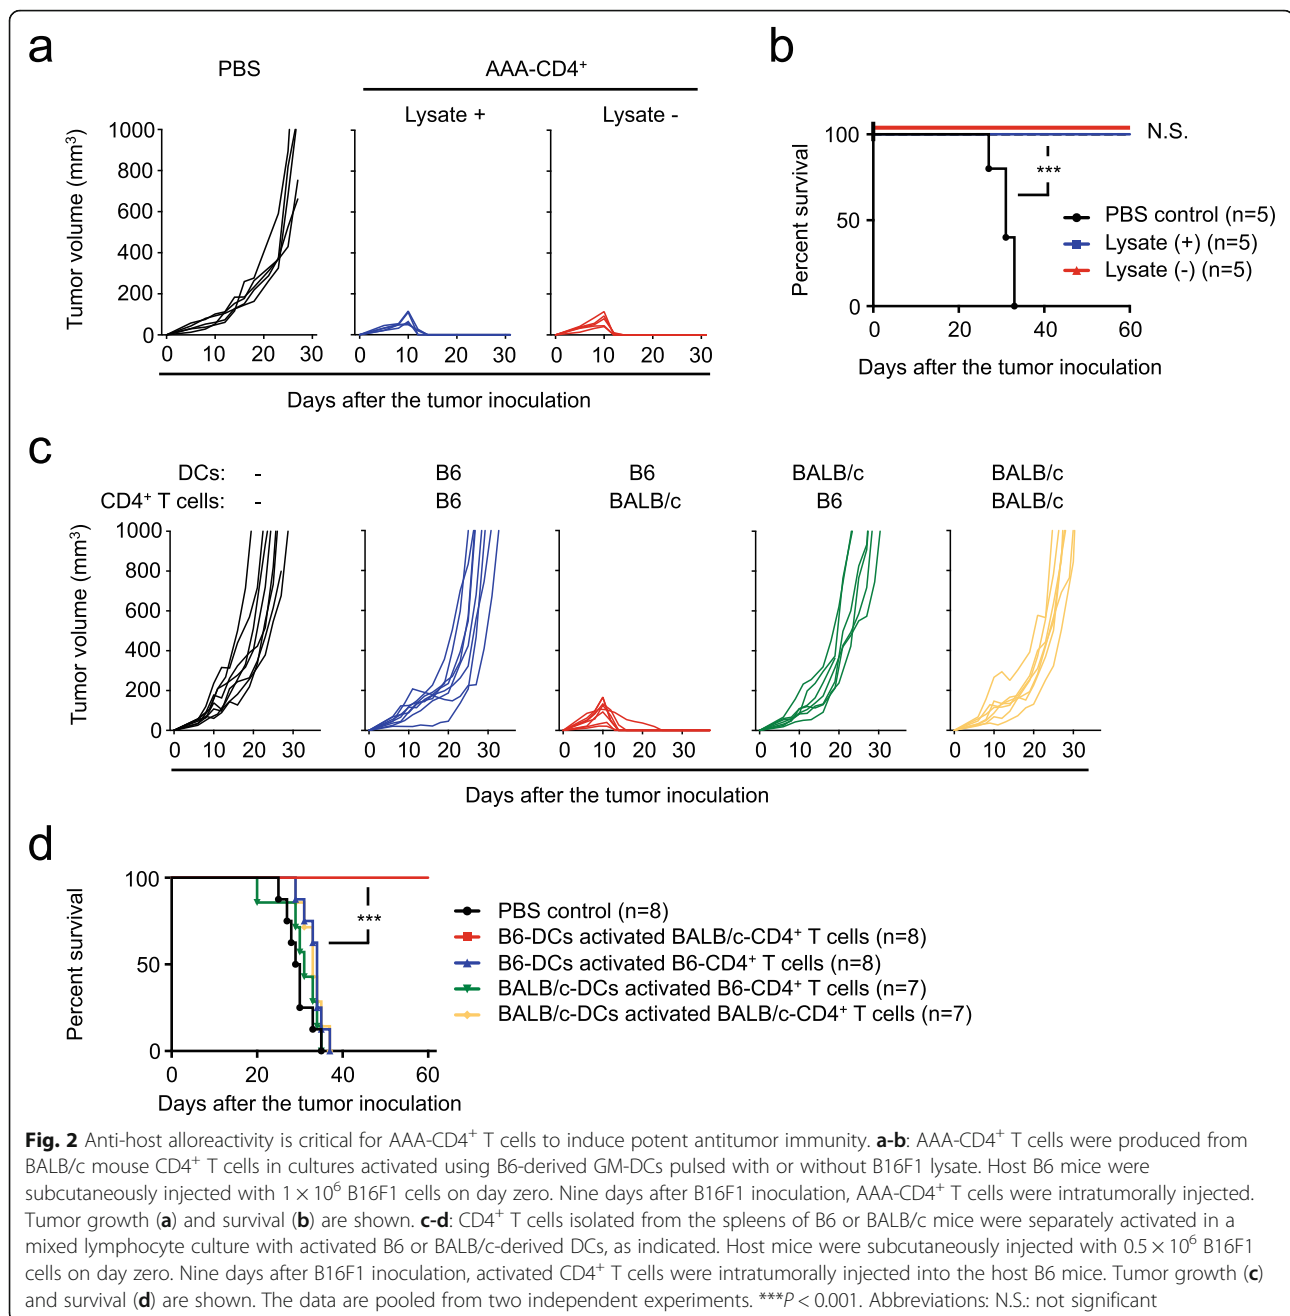 a
PBS
AAA-CD4⁺
Lysate +
Lysate -
Tumor volume (mm³)
1000
800
600
400
200
0
0 10 20 30
0 10 20 30
0 10 20 30
Days after the tumor inoculation
b
Percent survival
100
50
0
N.S.
***
PBS control (n=5)
Lysate (+) (n=5)
Lysate (-) (n=5)
0 20 40 60
Days after the tumor inoculation
c
DCs: - B6 B6 BALB/c BALB/c
CD4⁺ T cells: - B6 BALB/c B6 BALB/c
Tumor volume (mm³)
1000
800
600
400
200
0
0 10 20 30
0 10 20 30
0 10 20 30
0 10 20 30
0 10 20 30
Days after the tumor inoculation
d
Percent survival
100
50
0
***
PBS control (n=8)
B6-DCs activated BALB/c-CD4⁺ T cells (n=8)
B6-DCs activated B6-CD4⁺ T cells (n=8)
BALB/c-DCs activated B6-CD4⁺ T cells (n=7)
BALB/c-DCs activated BALB/c-CD4⁺ T cells (n=7)
0 20 40 60
Days after the tumor inoculation
Fig. 2 Anti-host alloreactivity is critical for AAA-CD4⁺ T cells to induce potent antitumor immunity. a-b: AAA-CD4⁺ T cells were produced from
BALB/c mouse CD4⁺ T cells in cultures activated using B6-derived GM-DCs pulsed with or without B16F1 lysate. Host B6 mice were
subcutaneously injected with 1 × 10⁶ B16F1 cells on day zero. Nine days after B16F1 inoculation, AAA-CD4⁺ T cells were intratumorally injected.
Tumor growth (a) and survival (b) are shown. c-d: CD4⁺ T cells isolated from the spleens of B6 or BALB/c mice were separately activated in a
mixed lymphocyte culture with activated B6 or BALB/c-derived DCs, as indicated. Host mice were subcutaneously injected with 0.5 × 10⁶ B16F1
cells on day zero. Nine days after B16F1 inoculation, activated CD4⁺ T cells were intratumorally injected into the host B6 mice. Tumor growth (c)
and survival (d) are shown. The data are pooled from two independent experiments. ***P < 0.001. Abbreviations: N.S.: not significant